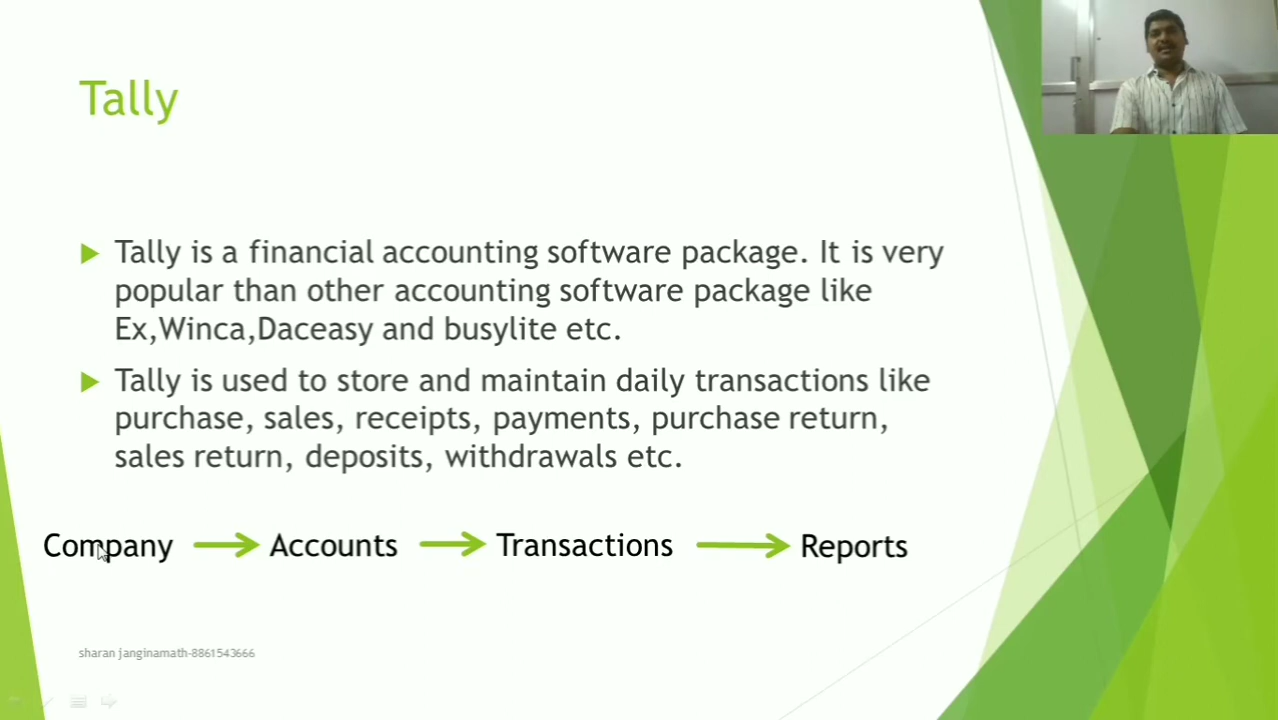 Tally
Tally is a financial accounting software package. It is very
popular than other accounting software package like
Ex,Winca,Daceasy and busylite etc.
Tally is used to store and maintain daily transactions like
purchase, sales, receipts, payments, purchase return,
sales return, deposits, withdrawals etc.
Company Accounts Transactions Reports
sharan janginamath-8861543666